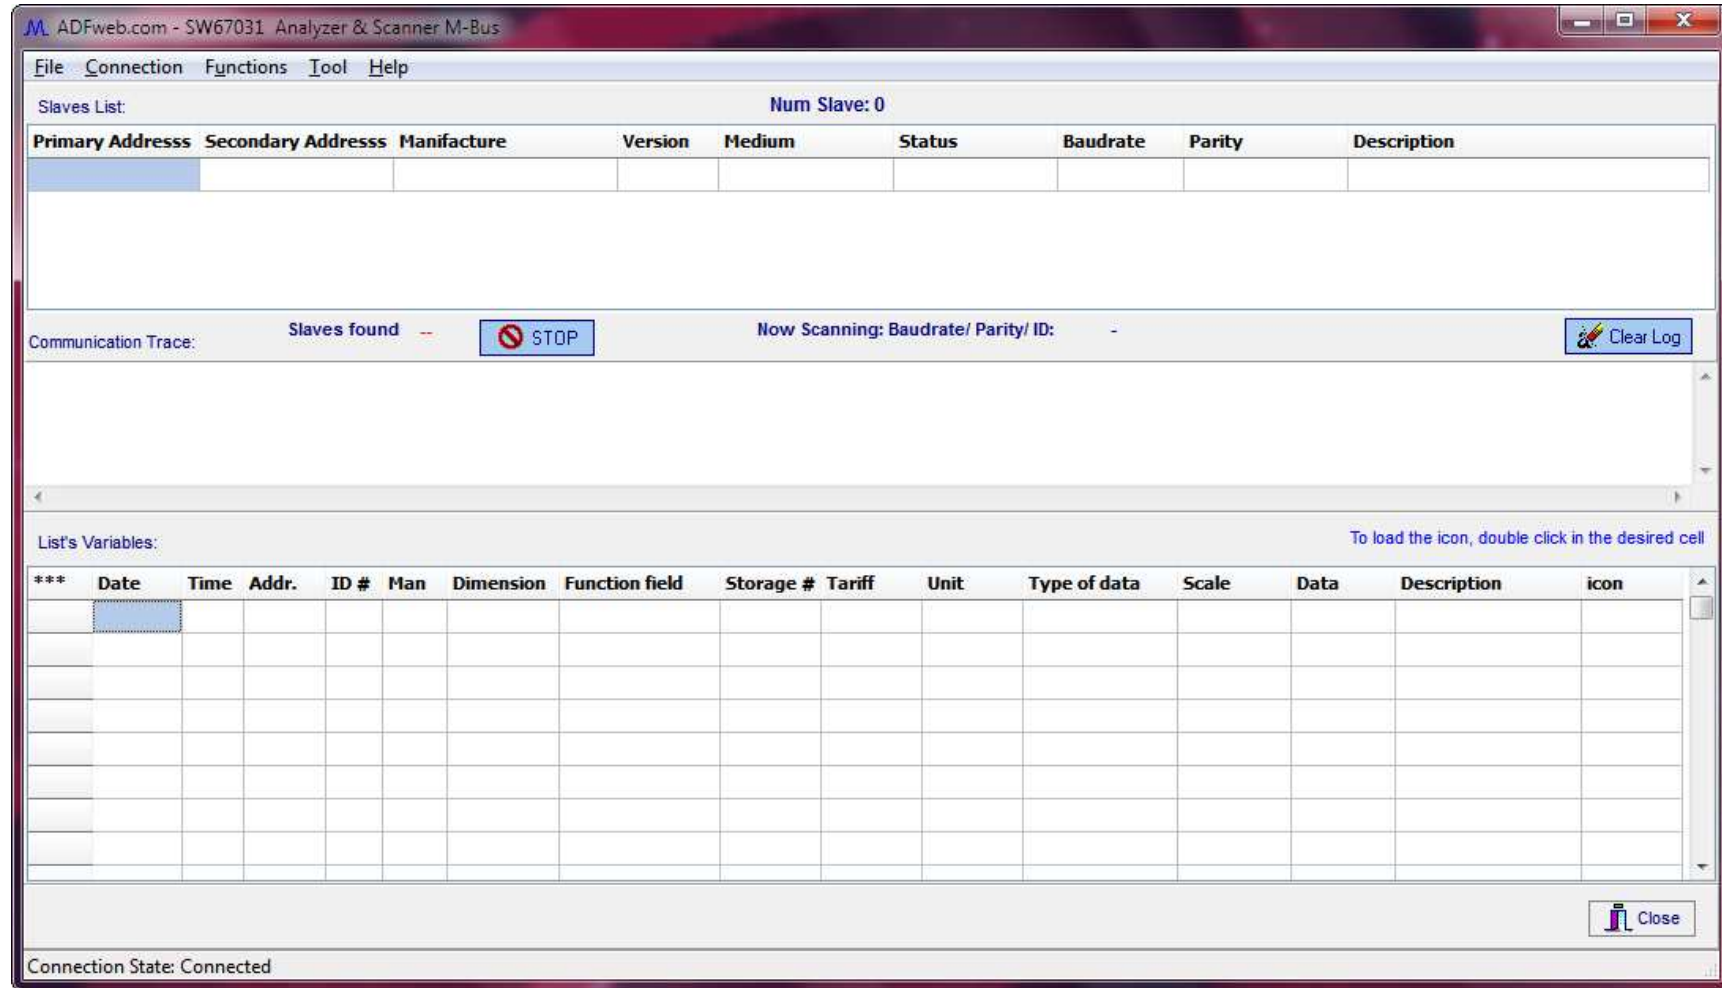 ADFweb.com - SW67031 Analyzer & Scanner M-Bus
File Connection Functions Tool Help
Slaves List: Num Slave: 0
Primary Addresss Secondary Addresss Manifacture Version Medium Status Baudrate Parity Description
Communication Trace: Slaves found -- STOP Now Scanning: Baudrate/ Parity/ ID: - Clear Log
List's Variables: To load the icon, double click in the desired cell
*** Date Time Addr. ID # Man Dimension Function field Storage # Tariff Unit Type of data Scale Data Description icon
Close
Connection State: Connected